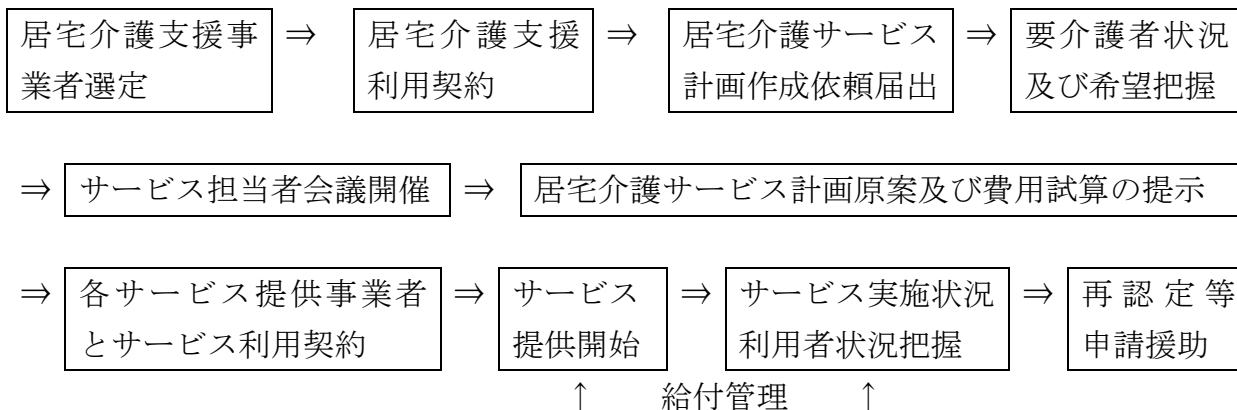 居宅介護支援事 ⇒ 居宅介護支援 ⇒ 居宅介護サービス ⇒ 要介護者状況
業者選定 利用契約 計画作成依頼届出 及び希望把握
⇒ サービス担当者会議開催 ⇒ 居宅介護サービス計画原案及び費用試算の提示
⇒ 各サービス提供事業者 ⇒ サービス ⇒ サービス実施状況 ⇒ 再認定等
とサービス利用契約 提供開始 利用者状況把握 申請援助
↑ 給付管理 ↑